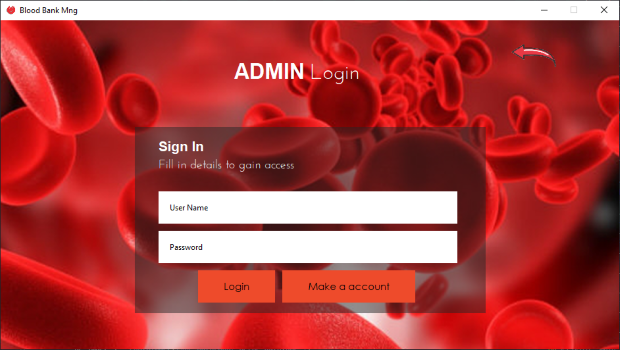 Blood Bank Mng
ADMIN Login
Sign In
Fill in details to gain access
User Name
Password
Login
Make a account